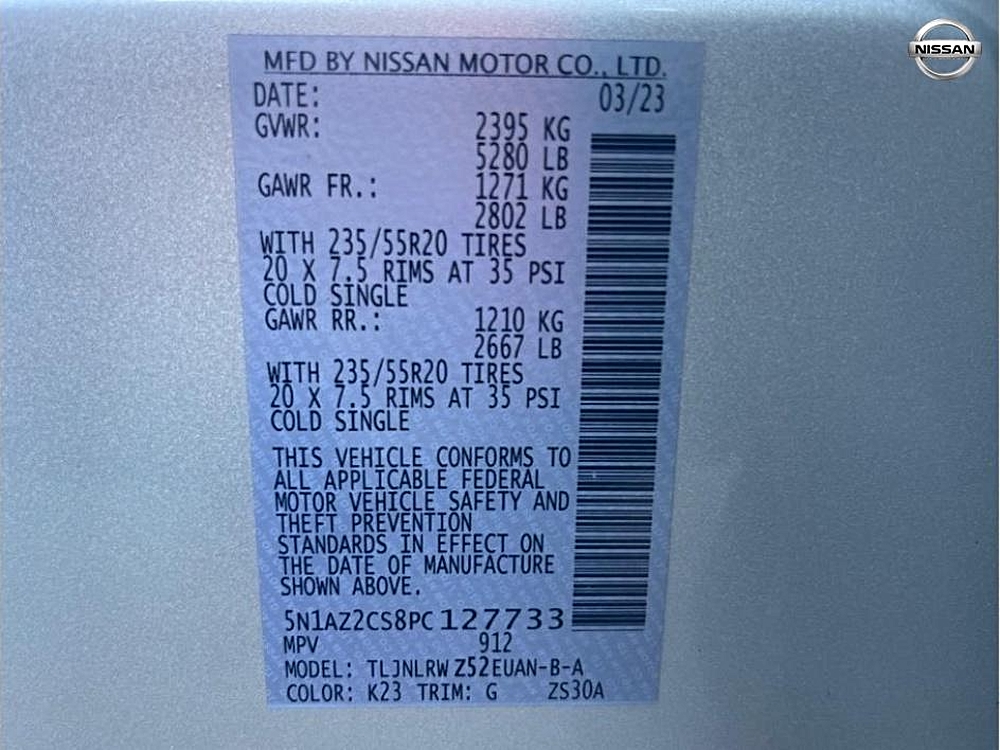 NISSAN
MFD BY NISSAN MOTOR CO., LTD.
DATE: 03/23
GVWR: 2395 KG
5280 LB
GAWR FR.: 1271 KG
2802 LB
WITH 235/55R20 TIRES
20 X 7.5 RIMS AT 35 PSI
COLD SINGLE
GAWR RR.: 1210 KG
2667 LB
WITH 235/55R20 TIRES
20 X 7.5 RIMS AT 35 PSI
COLD SINGLE
THIS VEHICLE CONFORMS TO
ALL APPLICABLE FEDERAL
MOTOR VEHICLE SAFETY AND
THEFT PREVENTION
STANDARDS IN EFFECT ON
THE DATE OF MANUFACTURE
SHOWN ABOVE.
5N1AZ2CS8PC127733
MPV 912
MODEL: TLJNLRW Z52EUAN-B-A
COLOR: K23 TRIM: G ZS30A